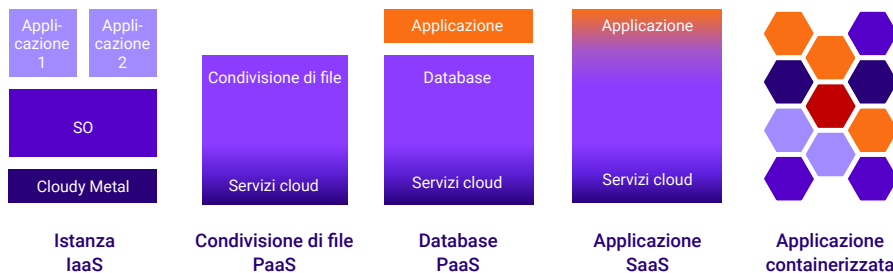 Appli-
cazione
1
Appli-
cazione
2
SO
Cloudy Metal
Istanza
IaaS
Condivisione di file
Servizi cloud
Condivisione di file
PaaS
Applicazione
Database
Servizi cloud
Database
PaaS
Applicazione
Servizi cloud
Applicazione
SaaS
Applicazione
containerizzata